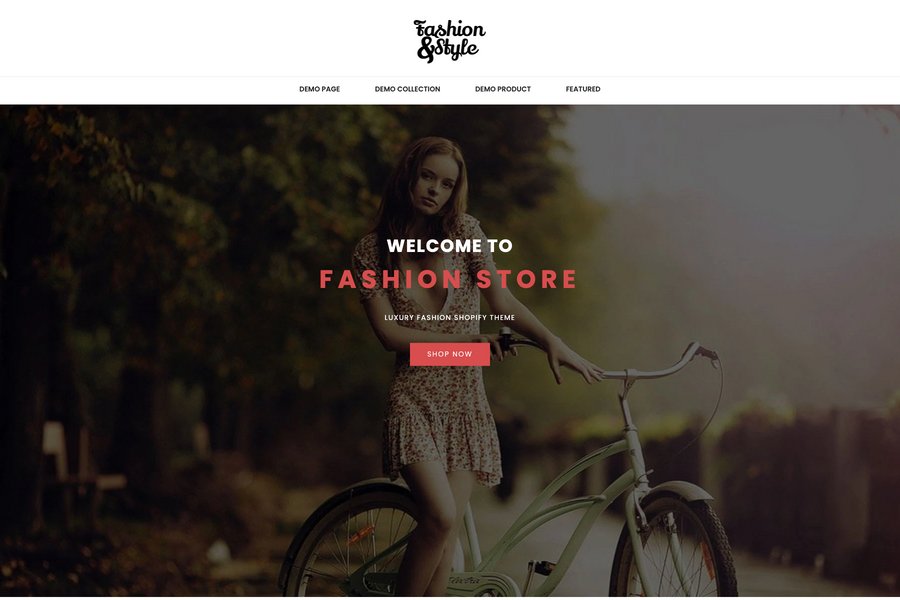 Fashion
&Style
DEMO PAGE DEMO COLLECTION DEMO PRODUCT FEATURED
WELCOME TO
FASHION STORE
LUXURY FASHION SHOPIFY THEME
SHOP NOW